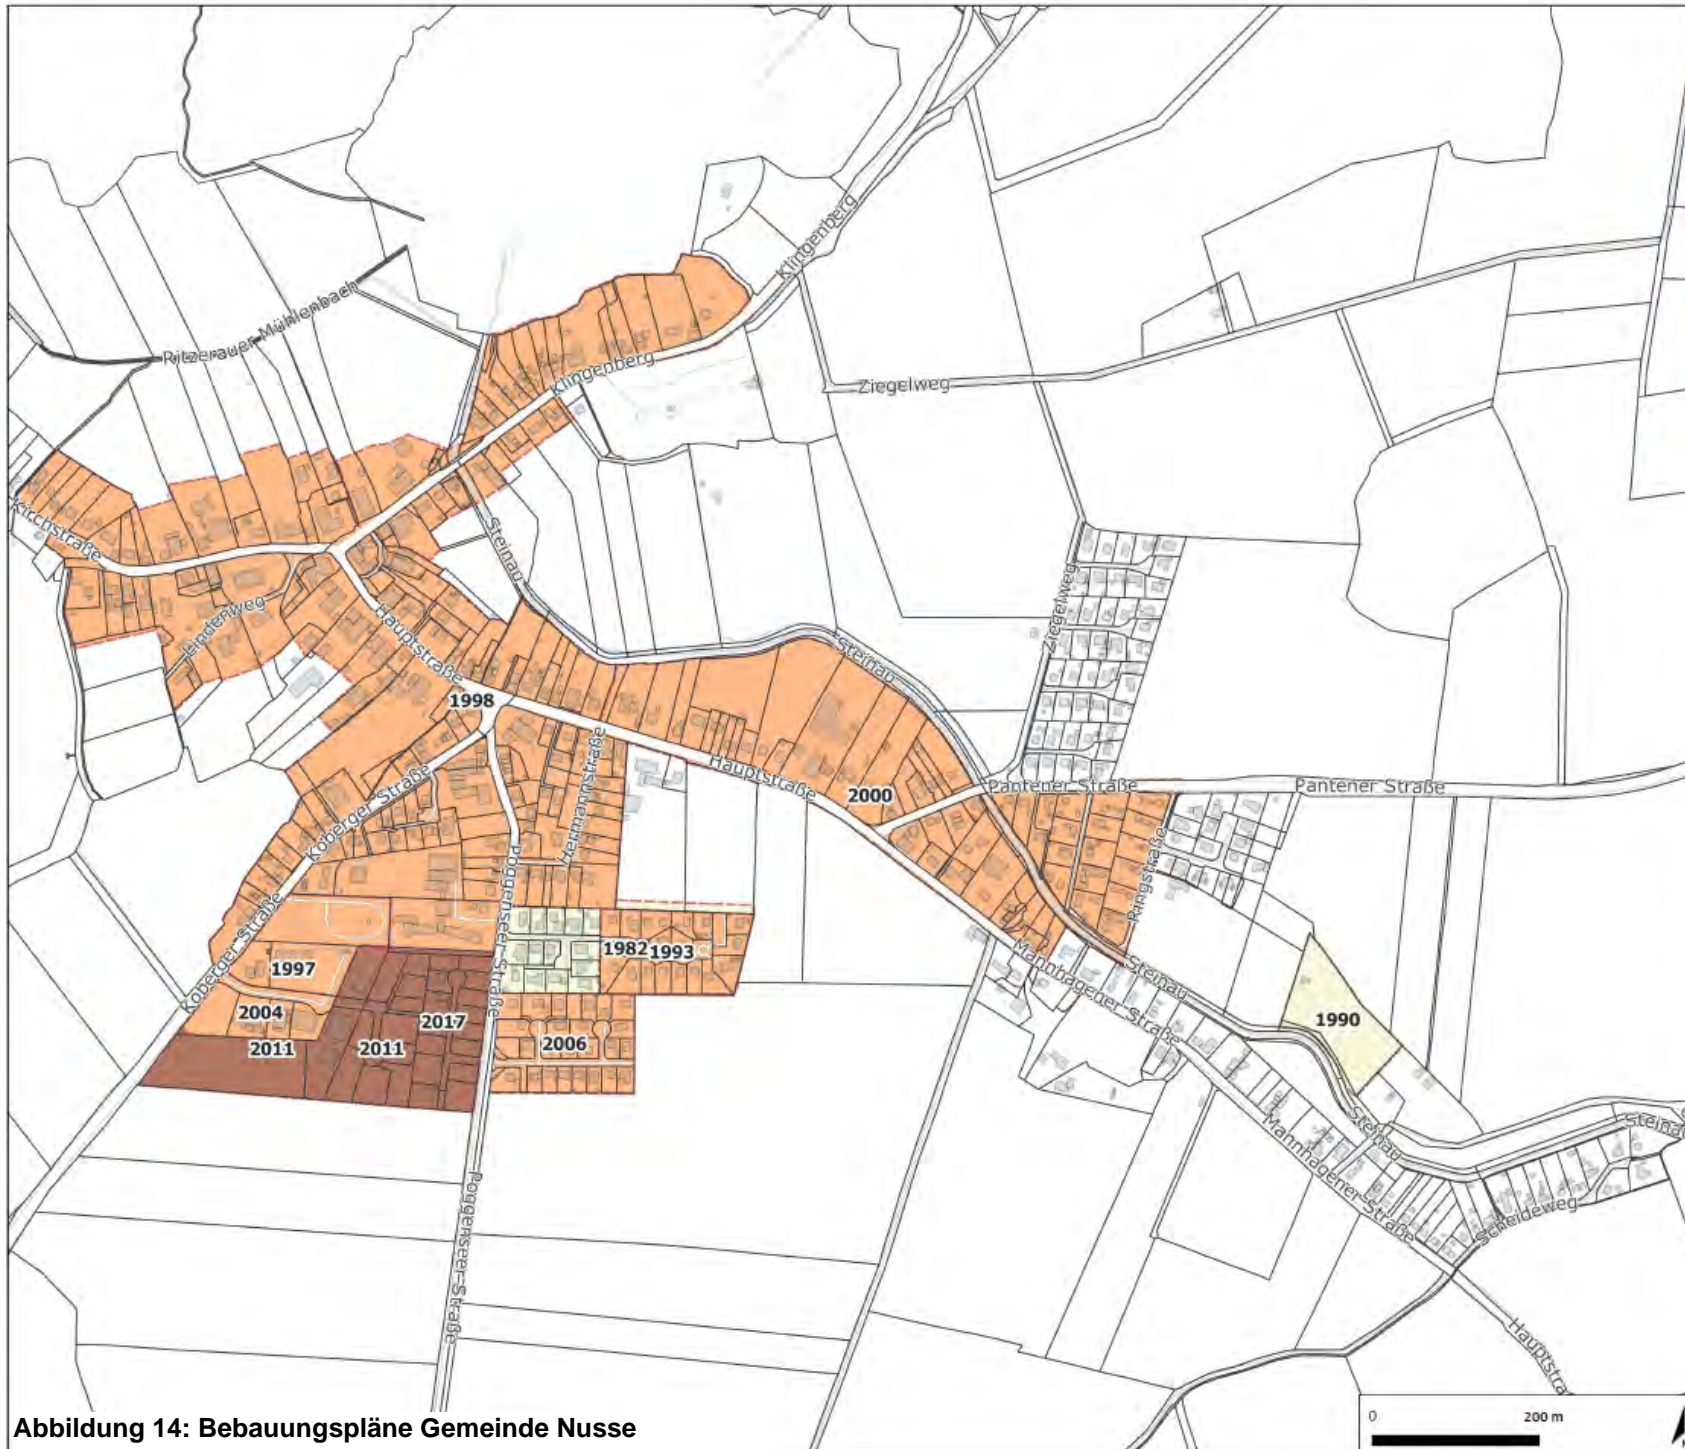 Klingenberg
Ritzerauer Mühlenbach
Klingenberg
Ziegelweg
Kirchstraße
Steinau
Ziegelweg
Lindenweg
Hauptstraße
Steinau
1998
Hermannstraße
Hauptstraße
2000
Pantener Straße
Pantener Straße
Koberger Straße
Poggenseer-Straße
Ringstraße
Koberger Straße
1982
1993
Mannhagener Straße
Steinau
1997
2004
2017
1990
2011
2011
2006
Steinau
Steinau
Mannhagener-Straße
Scheideweg
Poggenseer-Straße
Hauptstra
0 200 m
Abbildung 14: Bebauungspläne Gemeinde Nusse